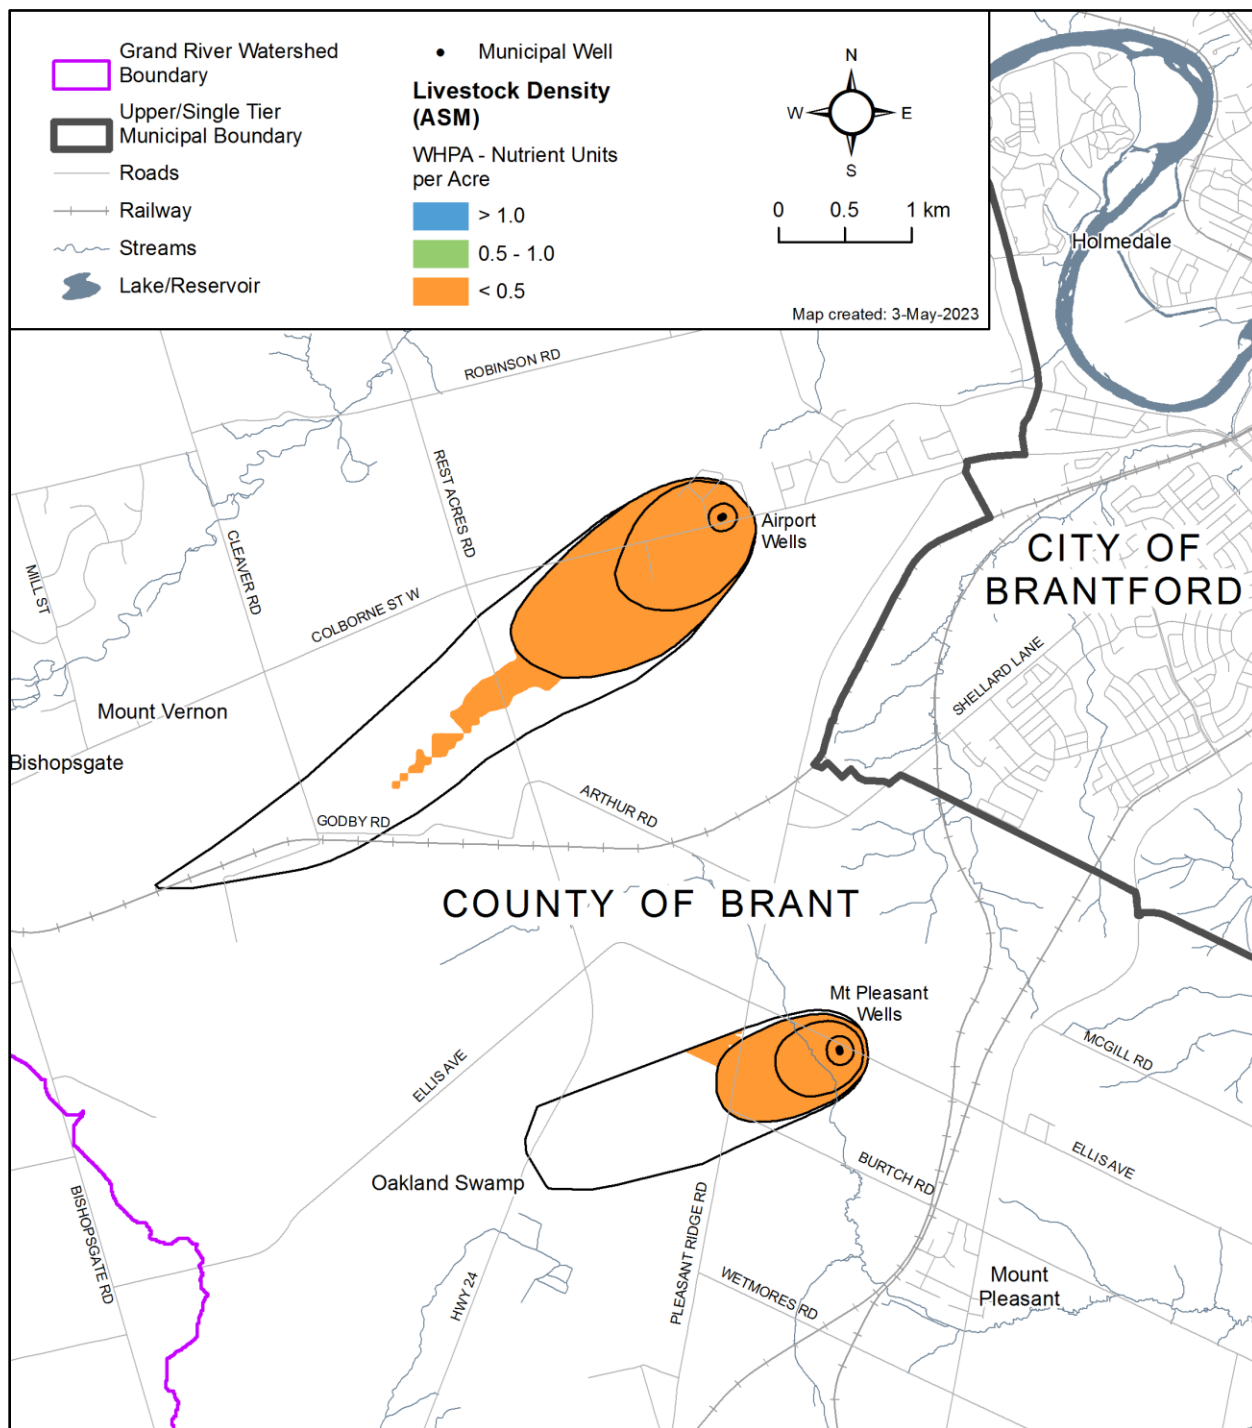 Grand River Watershed
Boundary
Upper/Single Tier
Municipal Boundary
Roads
Railway
Streams
Lake/Reservoir
Municipal Well
Livestock Density
(ASM)
WHPA - Nutrient Units
per Acre
> 1.0
0.5 - 1.0
< 0.5
N
W
E
S
0 0.5 1 km
Map created: 3-May-2023
Holmedale
ROBINSON RD
REST ACRES RD
CLEAVER RD
MILL ST
COLBORNE ST W
Airport
Wells
CITY OF
BRANTFORD
SHELLARD LANE
Mount Vernon
Bishopsgate
GODBY RD
ARTHUR RD
COUNTY OF BRANT
Mt Pleasant
Wells
MCGILL RD
ELLIS AVE
ELLIS AVE
BURTCH RD
Oakland Swamp
BISHOPSGATE RD
PLEASANT RIDGE RD
HWY 24
WETMORES RD
Mount
Pleasant